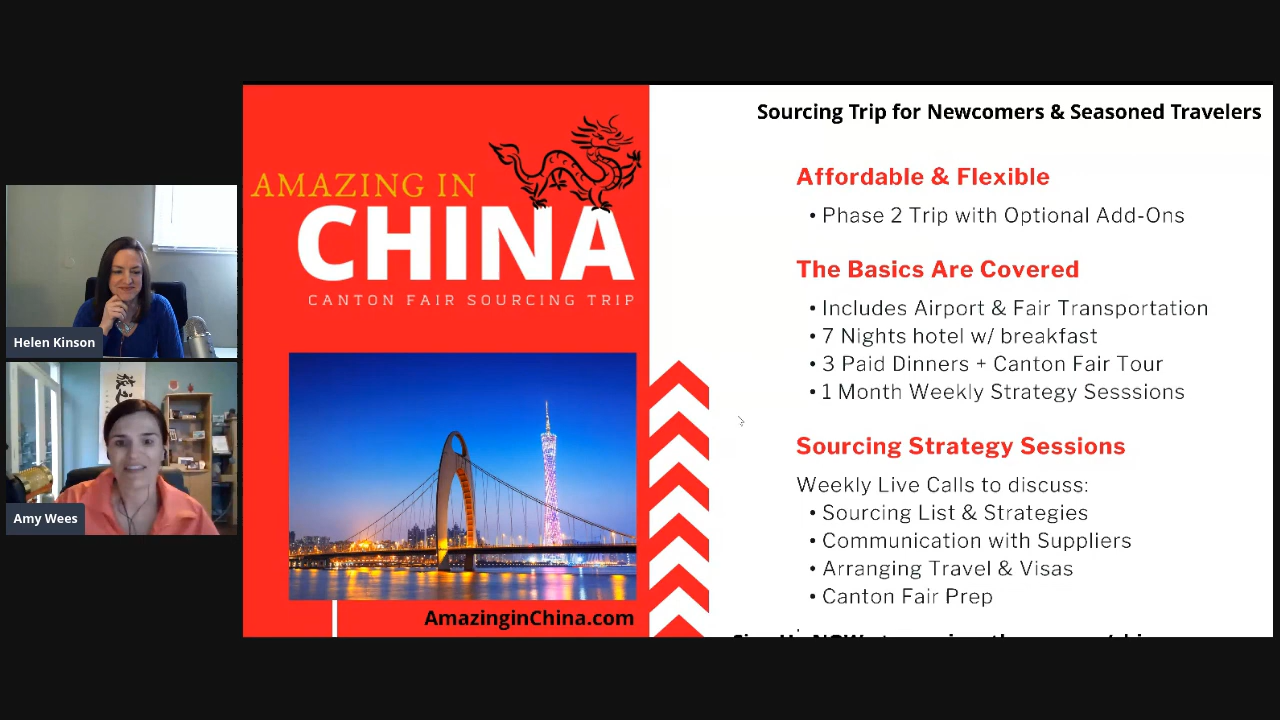 Helen Kinson
Amy Wees
AMAZING IN
CHINA
CANTON FAIR SOURCING TRIP
AmazinginChina.com
Sourcing Trip for Newcomers & Seasoned Travelers
Affordable & Flexible
• Phase 2 Trip with Optional Add-Ons
The Basics Are Covered
• Includes Airport & Fair Transportation
• 7 Nights hotel w/ breakfast
• 3 Paid Dinners + Canton Fair Tour
• 1 Month Weekly Strategy Sesssions
Sourcing Strategy Sessions
Weekly Live Calls to discuss:
• Sourcing List & Strategies
• Communication with Suppliers
• Arranging Travel & Visas
• Canton Fair Prep